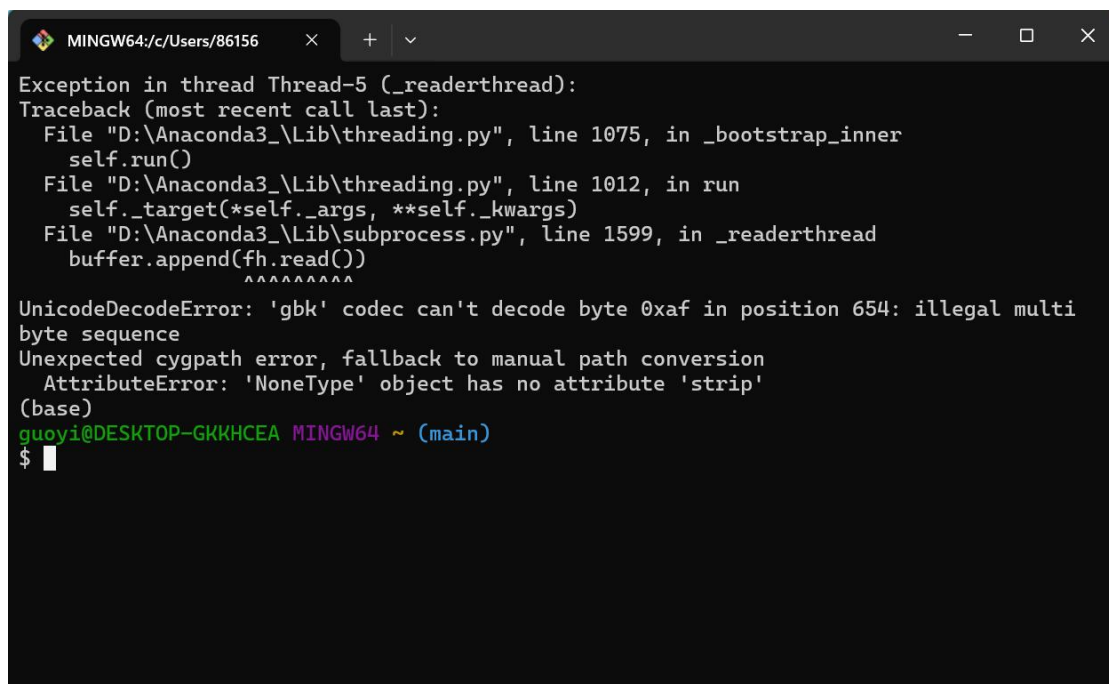 MINGW64:/c/Users/86156
Exception in thread Thread-5 (_readerthread):
Traceback (most recent call last):
  File "D:\Anaconda3_\Lib\threading.py", line 1075, in _bootstrap_inner
    self.run()
  File "D:\Anaconda3_\Lib\threading.py", line 1012, in run
    self._target(*self._args, **self._kwargs)
  File "D:\Anaconda3_\Lib\subprocess.py", line 1599, in _readerthread
    buffer.append(fh.read())
                  ^^^^^^^^^
UnicodeDecodeError: 'gbk' codec can't decode byte 0xaf in position 654: illegal multi
byte sequence
Unexpected cygpath error, fallback to manual path conversion
  AttributeError: 'NoneType' object has no attribute 'strip'
(base)
guoyi@DESKTOP-GKKHCEA MINGW64 ~ (main)
$